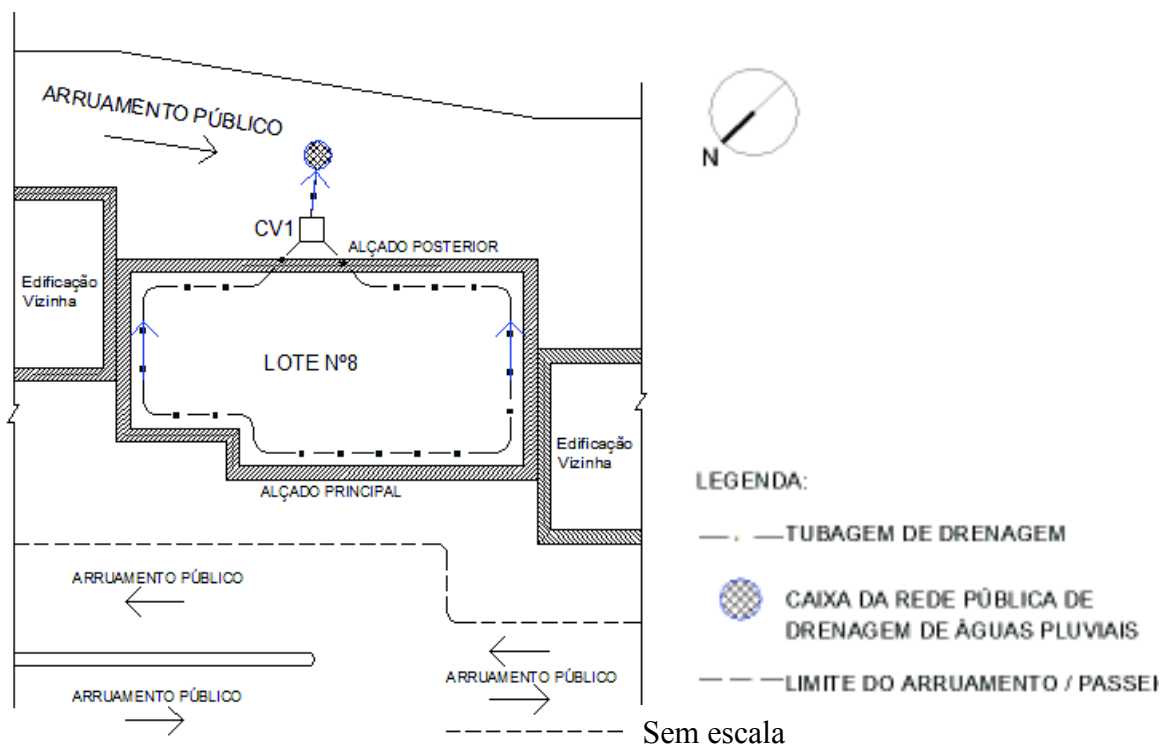 ARRUAMENTO PÚBLICO
N
CV1
ALÇADO POSTERIOR
Edificação
Vizinha
LOTE Nº8
Edificação
Vizinha
ALÇADO PRINCIPAL
LEGENDA:
TUBAGEM DE DRENAGEM
ARRUAMENTO PÚBLICO
CAIXA DA REDE PÚBLICA DE
DRENAGEM DE ÀGUAS PLUVIAIS
ARRUAMENTO PÚBLICO
LIMITE DO ARRUAMENTO / PASSEI
ARRUAMENTO PÚBLICO
Sem escala